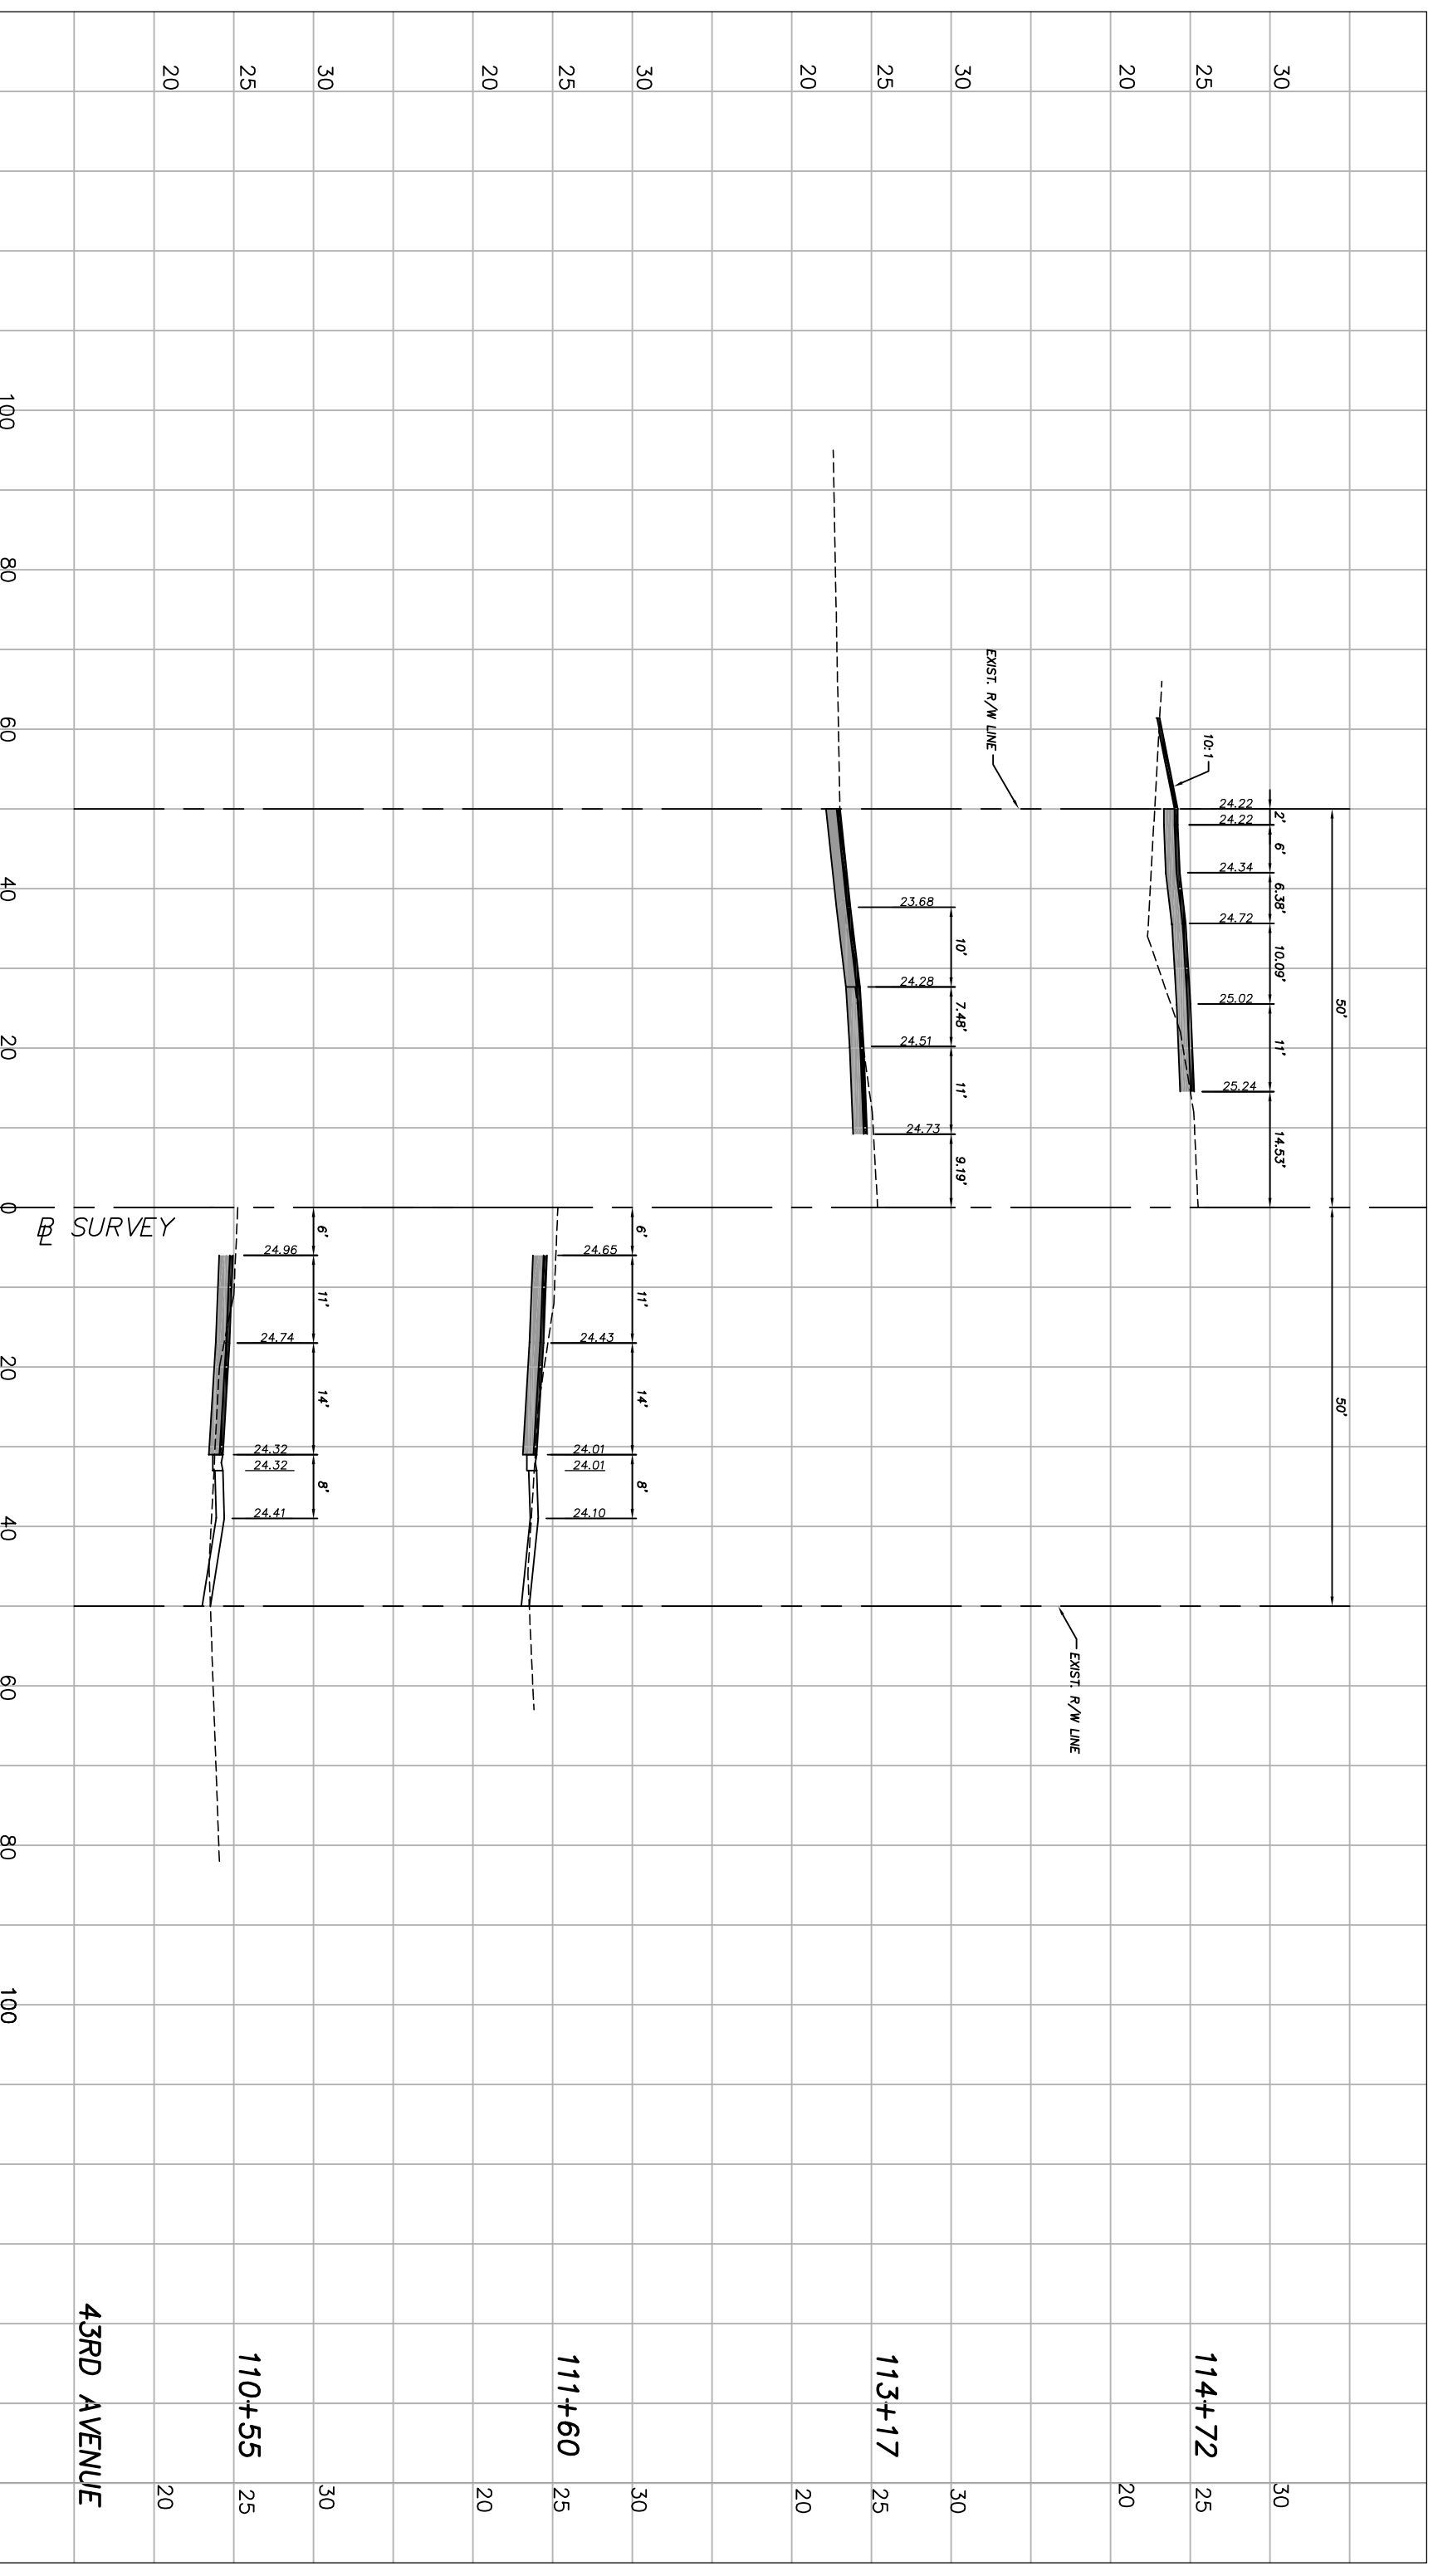 30
25
20
50' 50'
2' 6' 6.38' 10.09' 11' 14.53'
10:1
24.22 24.22 24.34 24.72 25.02 25.24
114+72
30
25
20
EXIST. R/W LINE
EXIST. R/W LINE
30
25
20
10' 7.48' 11' 9.19'
23.68 24.28 24.51 24.73
113+17
30
25
20
30
25
20
6' 11' 14' 8'
24.65 24.43 24.01 24.01 24.10
111+60
30
25
20
30
25
20
6' 11' 14' 8'
24.96 24.74 24.32 24.32 24.41
110+55
30
25
20
℄ SURVEY
43RD AVENUE
100 80 60 40 20 0 20 40 60 80 100